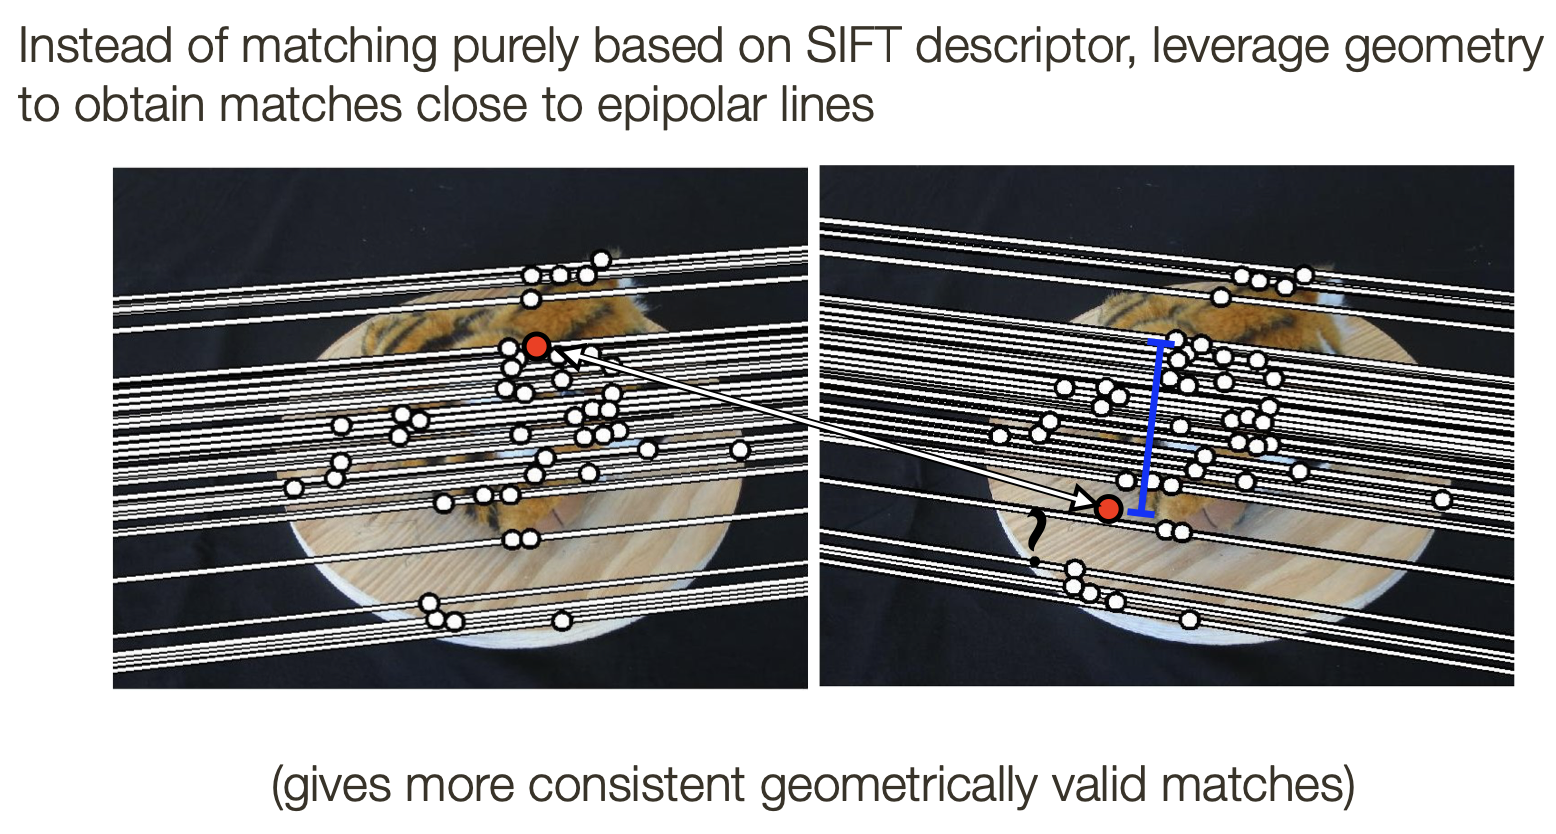 Instead of matching purely based on SIFT descriptor, leverage geometry
to obtain matches close to epipolar lines
?
(gives more consistent geometrically valid matches)